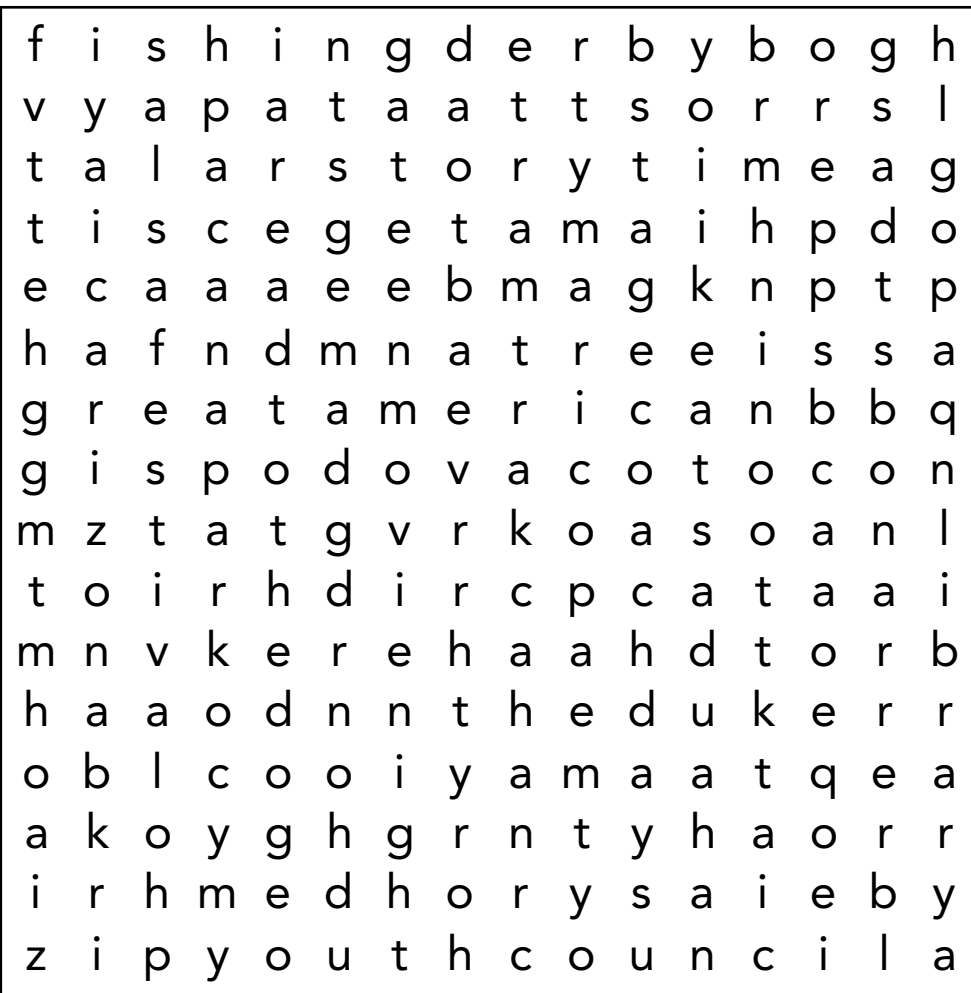 f i s h i n g d e r b y b o g h
v y a p a t a a t t s o r r s l
t a l a r s t o r y t i m e a g
t i s c e g e t a m a i h p d o
e c a a a e e b m a g k n p t p
h a f n d m n a t r e e i s s a
g r e a t a m e r i c a n b b q
g i s p o d o v a c o t o c o n
m z t a t g v r k o a s o a n l
t o i r h d i r c p c a t a a i
m n v k e r e h a a h d t o r b
h a a o d n n t h e d u k e r r
o b l c o o i y a m a a t q e a
a k o y g h g r n t y h a o r r
i r h m e d h o r y s a i e b y
z i p y o u t h c o u n c i l a